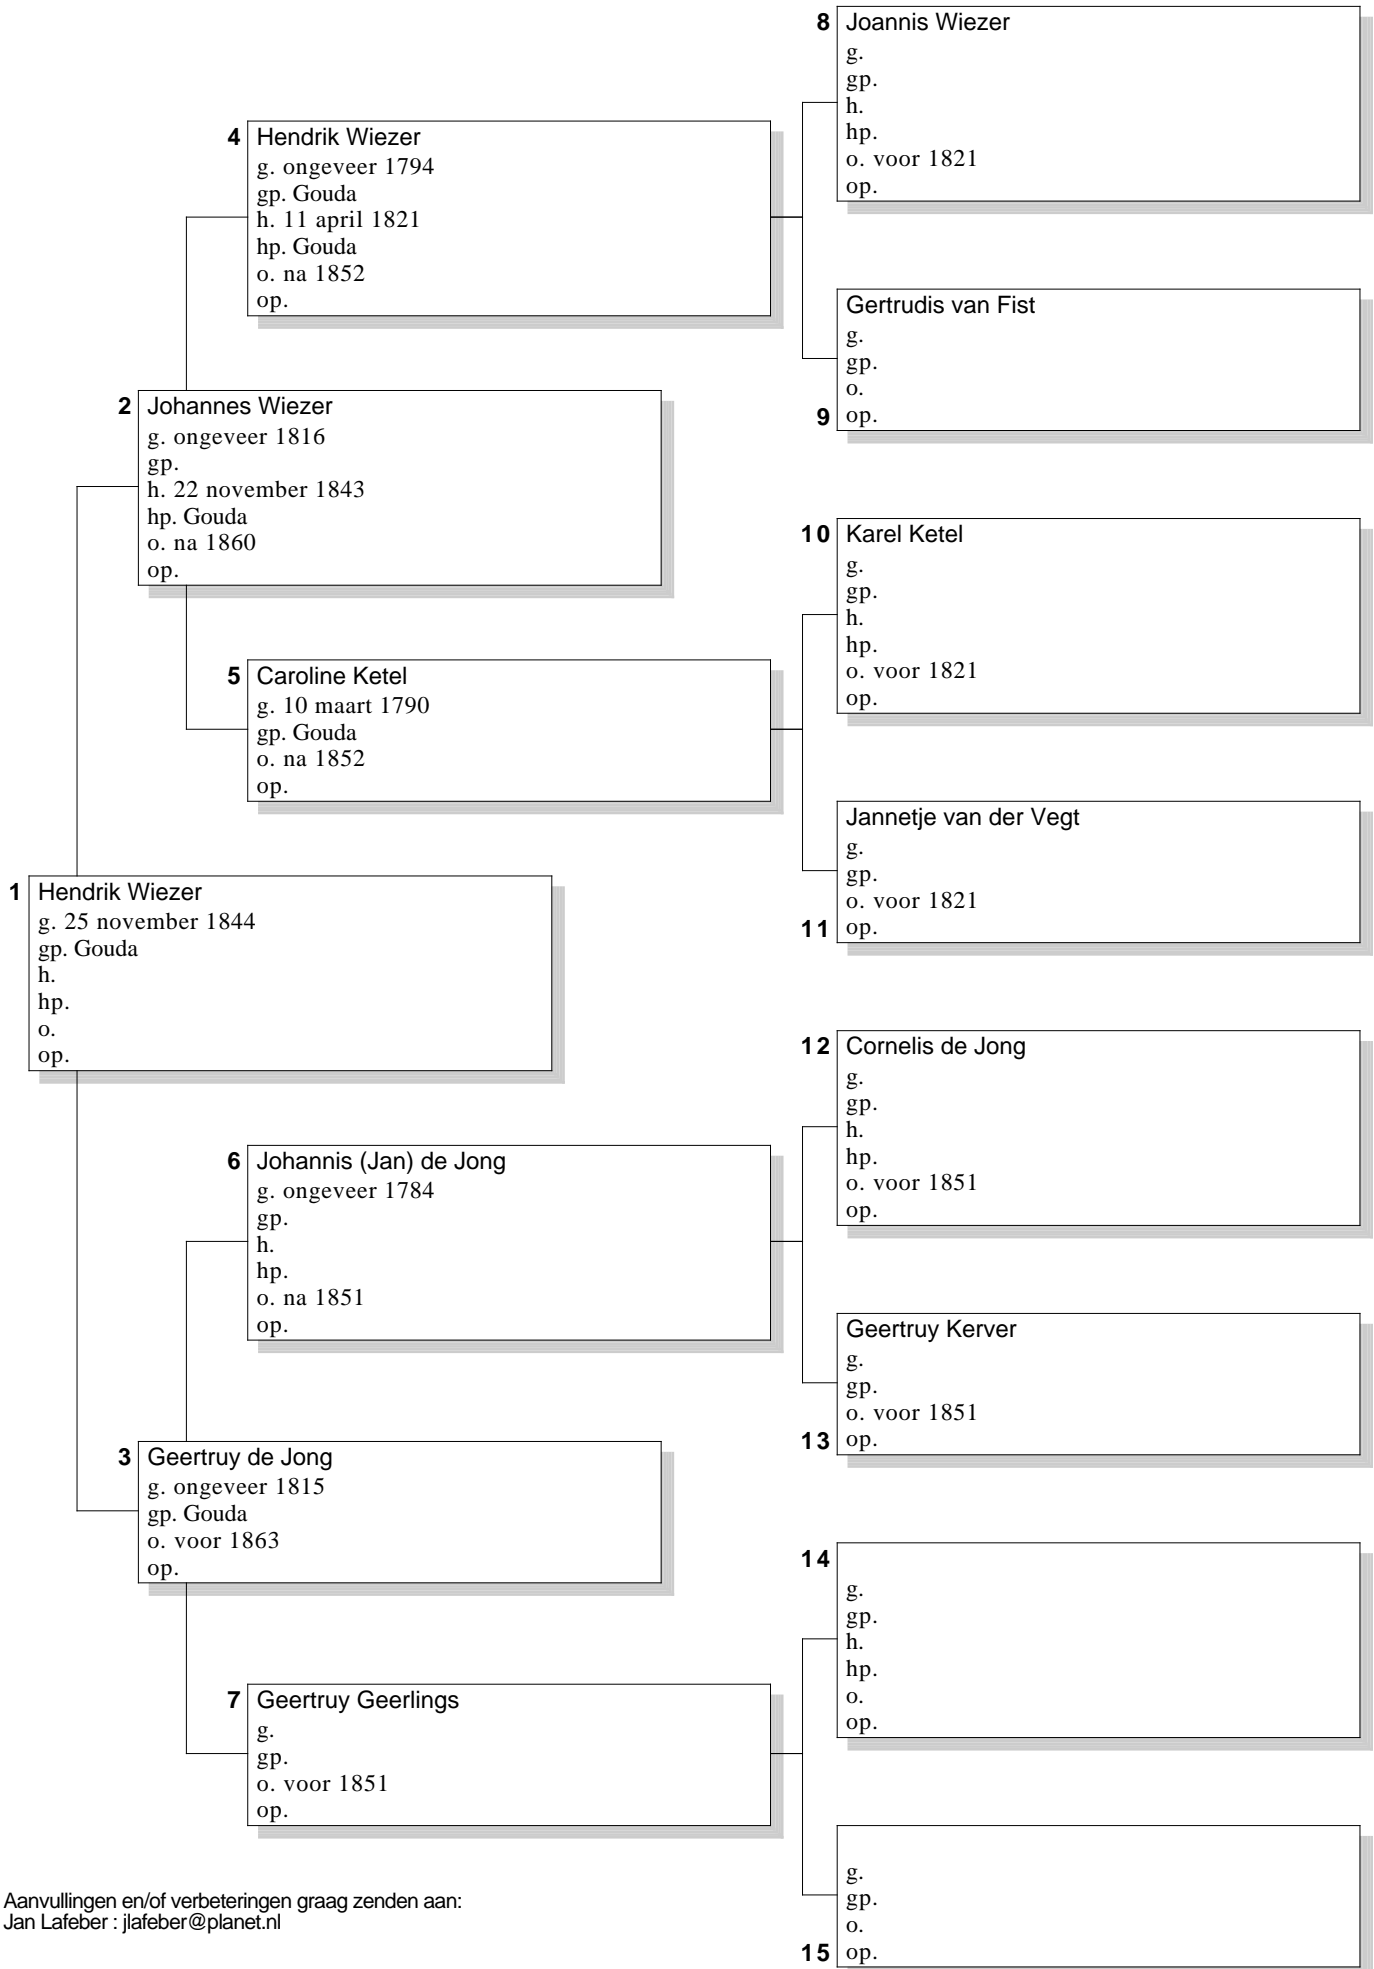 8 Joannis Wiezer
g.
gp.
h.
hp.
o. voor 1821
op.
4 Hendrik Wiezer
g. ongeveer 1794
gp. Gouda
h. 11 april 1821
hp. Gouda
o. na 1852
op.
Gertrudis van Fist
g.
gp.
o.
9 op.
2 Johannes Wiezer
g. ongeveer 1816
gp.
h. 22 november 1843
hp. Gouda
o. na 1860
op.
10 Karel Ketel
g.
gp.
h.
hp.
o. voor 1821
op.
5 Caroline Ketel
g. 10 maart 1790
gp. Gouda
o. na 1852
op.
Jannetje van der Vegt
g.
gp.
o. voor 1821
11 op.
1 Hendrik Wiezer
g. 25 november 1844
gp. Gouda
h.
hp.
o.
op.
12 Cornelis de Jong
g.
gp.
h.
hp.
o. voor 1851
op.
6 Johannis (Jan) de Jong
g. ongeveer 1784
gp.
h.
hp.
o. na 1851
op.
Geertruy Kerver
g.
gp.
o. voor 1851
13 op.
3 Geertruy de Jong
g. ongeveer 1815
gp. Gouda
o. voor 1863
op.
14
g.
gp.
h.
hp.
o.
op.
7 Geertruy Geerlings
g.
gp.
o. voor 1851
op.
g.
gp.
o.
15 op.
Aanvullingen en/of verbeteringen graag zenden aan:
Jan Lafeber : jlafeber@planet.nl